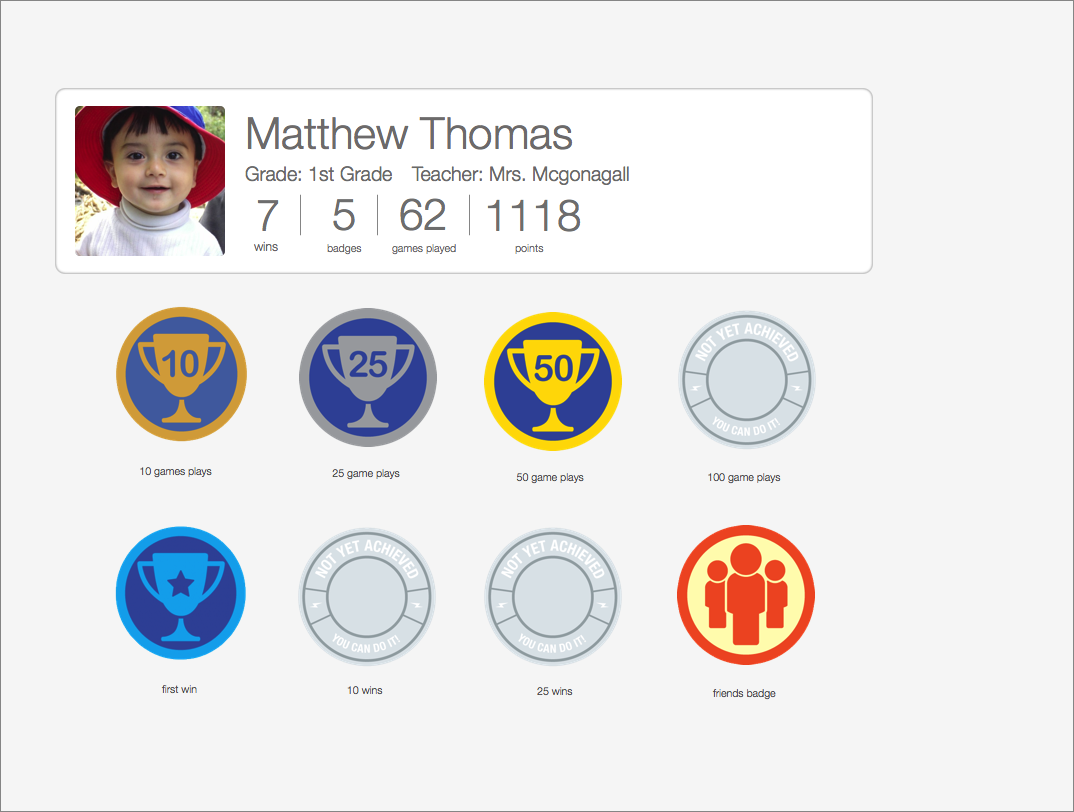 Matthew Thomas
Grade: 1st Grade Teacher: Mrs. Mcgonagall
7 5 62 1118
wins badges games played points
10 25 50 NOT YET ACHIEVED
YOU CAN DO IT!
10 games plays 25 game plays 50 game plays 100 game plays
NOT YET ACHIEVED NOT YET ACHIEVED
YOU CAN DO IT! YOU CAN DO IT!
first win 10 wins 25 wins friends badge